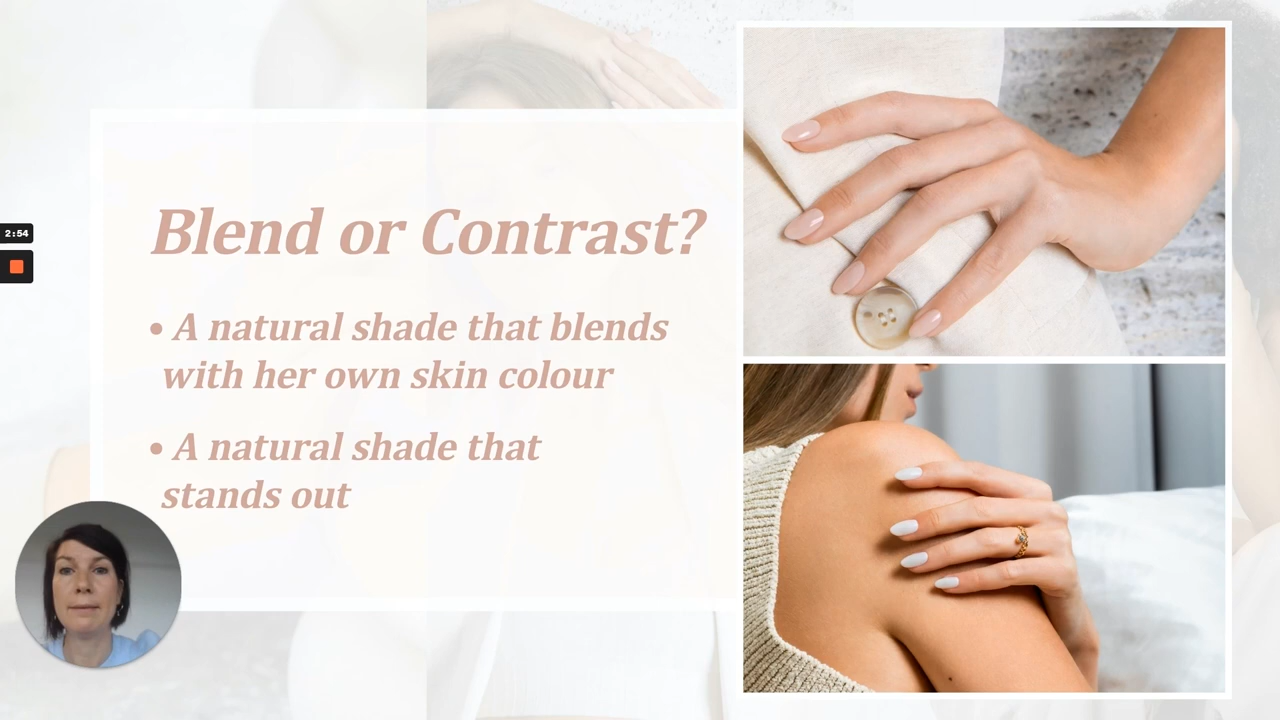 Blend or Contrast?
• A natural shade that blends
with her own skin colour
• A natural shade that
stands out
2:54